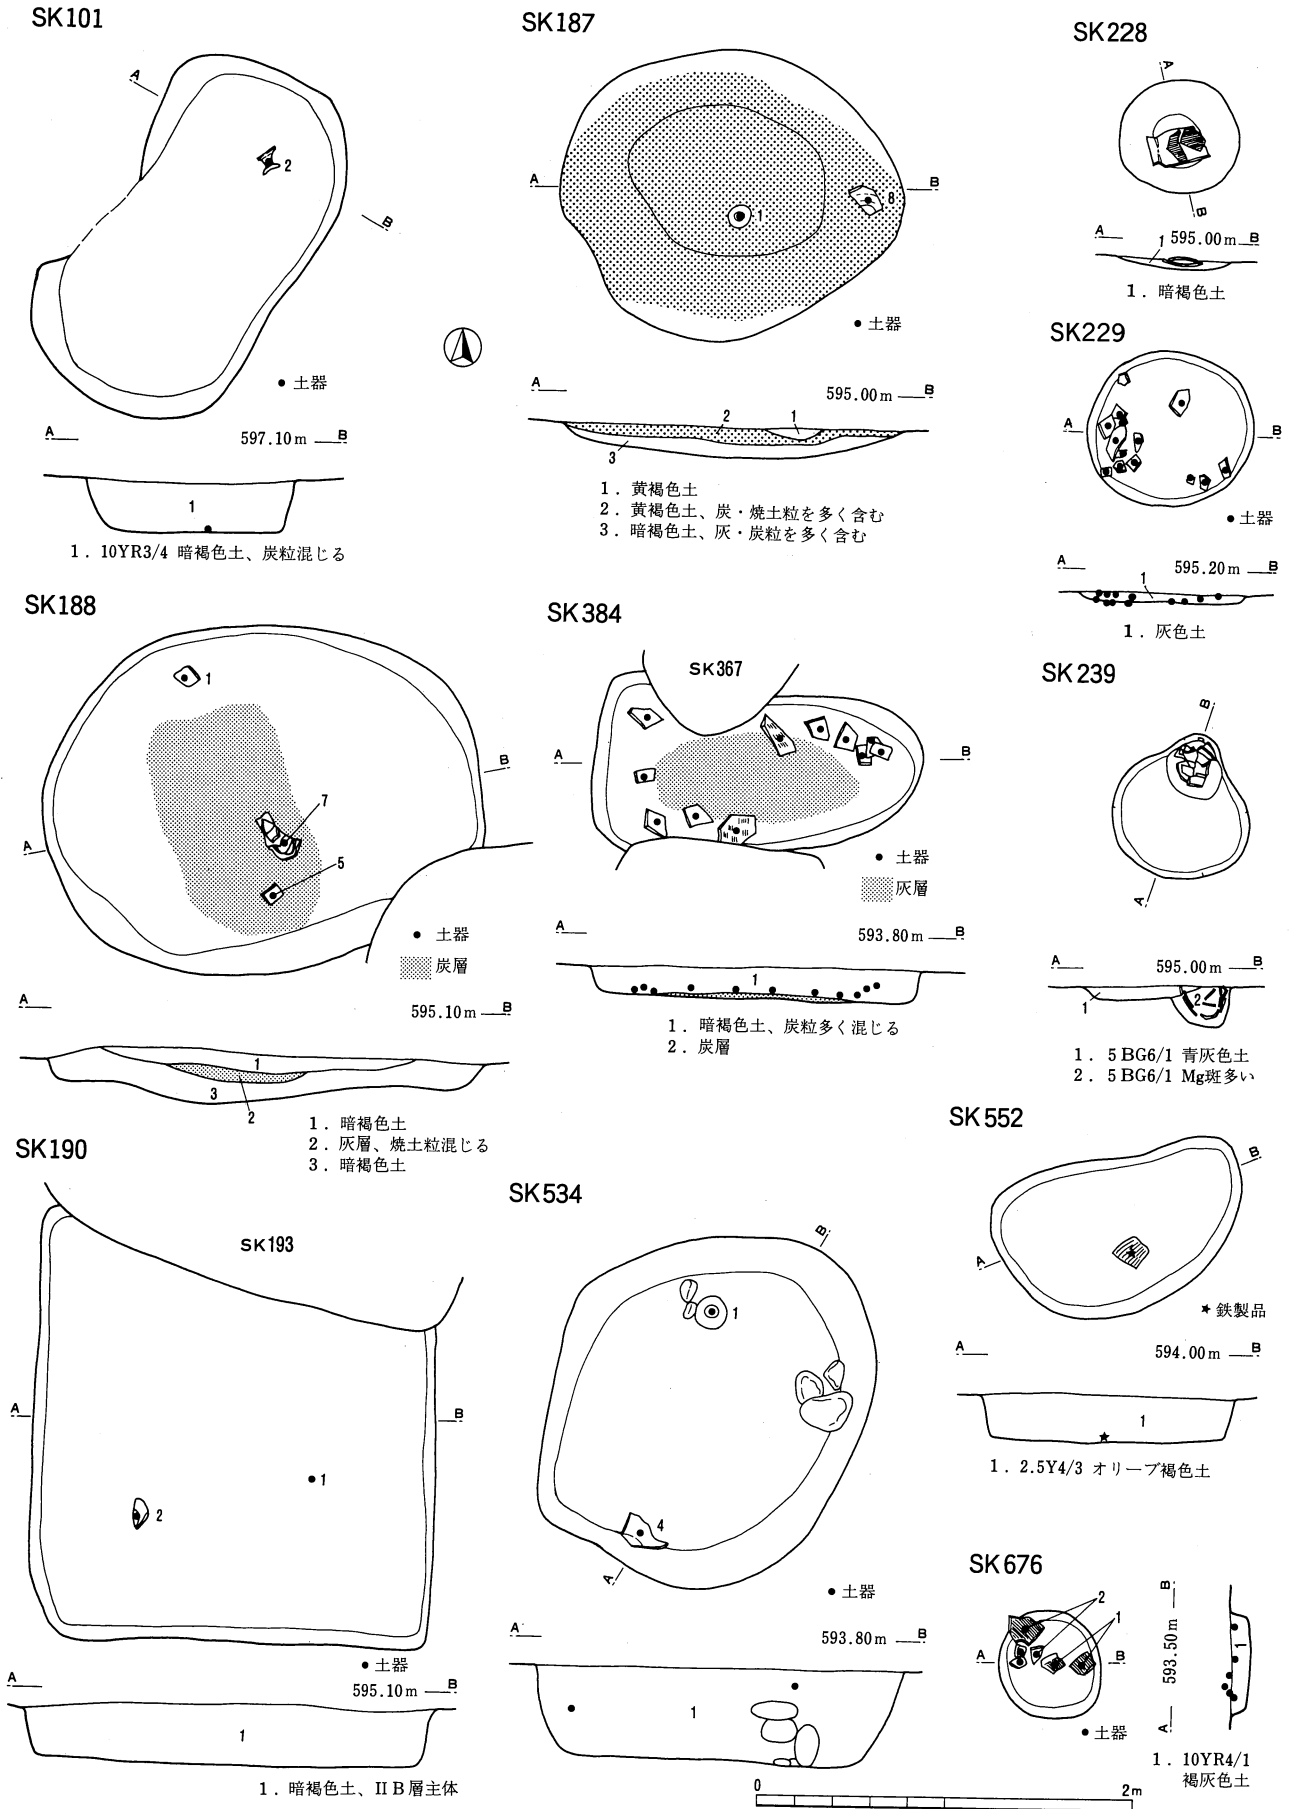 SK101
A
2
B
● 土器
A 597.10m B
1
1. 10YR3/4 暗褐色土、炭粒混じる
SK187
A
B
1
8
● 土器
A 595.00m B
2 1
3
1. 黄褐色土
2. 黄褐色土、炭・焼土粒を多く含む
3. 暗褐色土、灰・炭粒を多く含む
SK228
A
B
A 1 595.00m B
1. 暗褐色土
SK229
A
B
● 土器
A 595.20m B
1
1. 灰色土
SK188
1
B
7
A
5
● 土器
炭層
A 595.10m B
1
3
2
1. 暗褐色土
2. 灰層、焼土粒混じる
3. 暗褐色土
SK384
SK367
A
B
● 土器
灰層
A 593.80m B
1
1. 暗褐色土、炭粒多く混じる
2. 炭層
SK239
B
A
A 595.00m B
1 2
1. 5BG6/1 青灰色土
2. 5BG6/1 Mg斑多い
SK190
SK193
A
B
1
2
● 土器
A 595.10m B
1
1. 暗褐色土、ⅡB層主体
SK534
B
1
4
A
● 土器
A 593.80m B
1
SK552
B
A
★ 鉄製品
A 594.00m B
1
1. 2.5Y4/3 オリーブ褐色土
SK676
2
1
A
B
● 土器
B 593.50m A
1
1. 10YR4/1
褐灰色土
0 2m